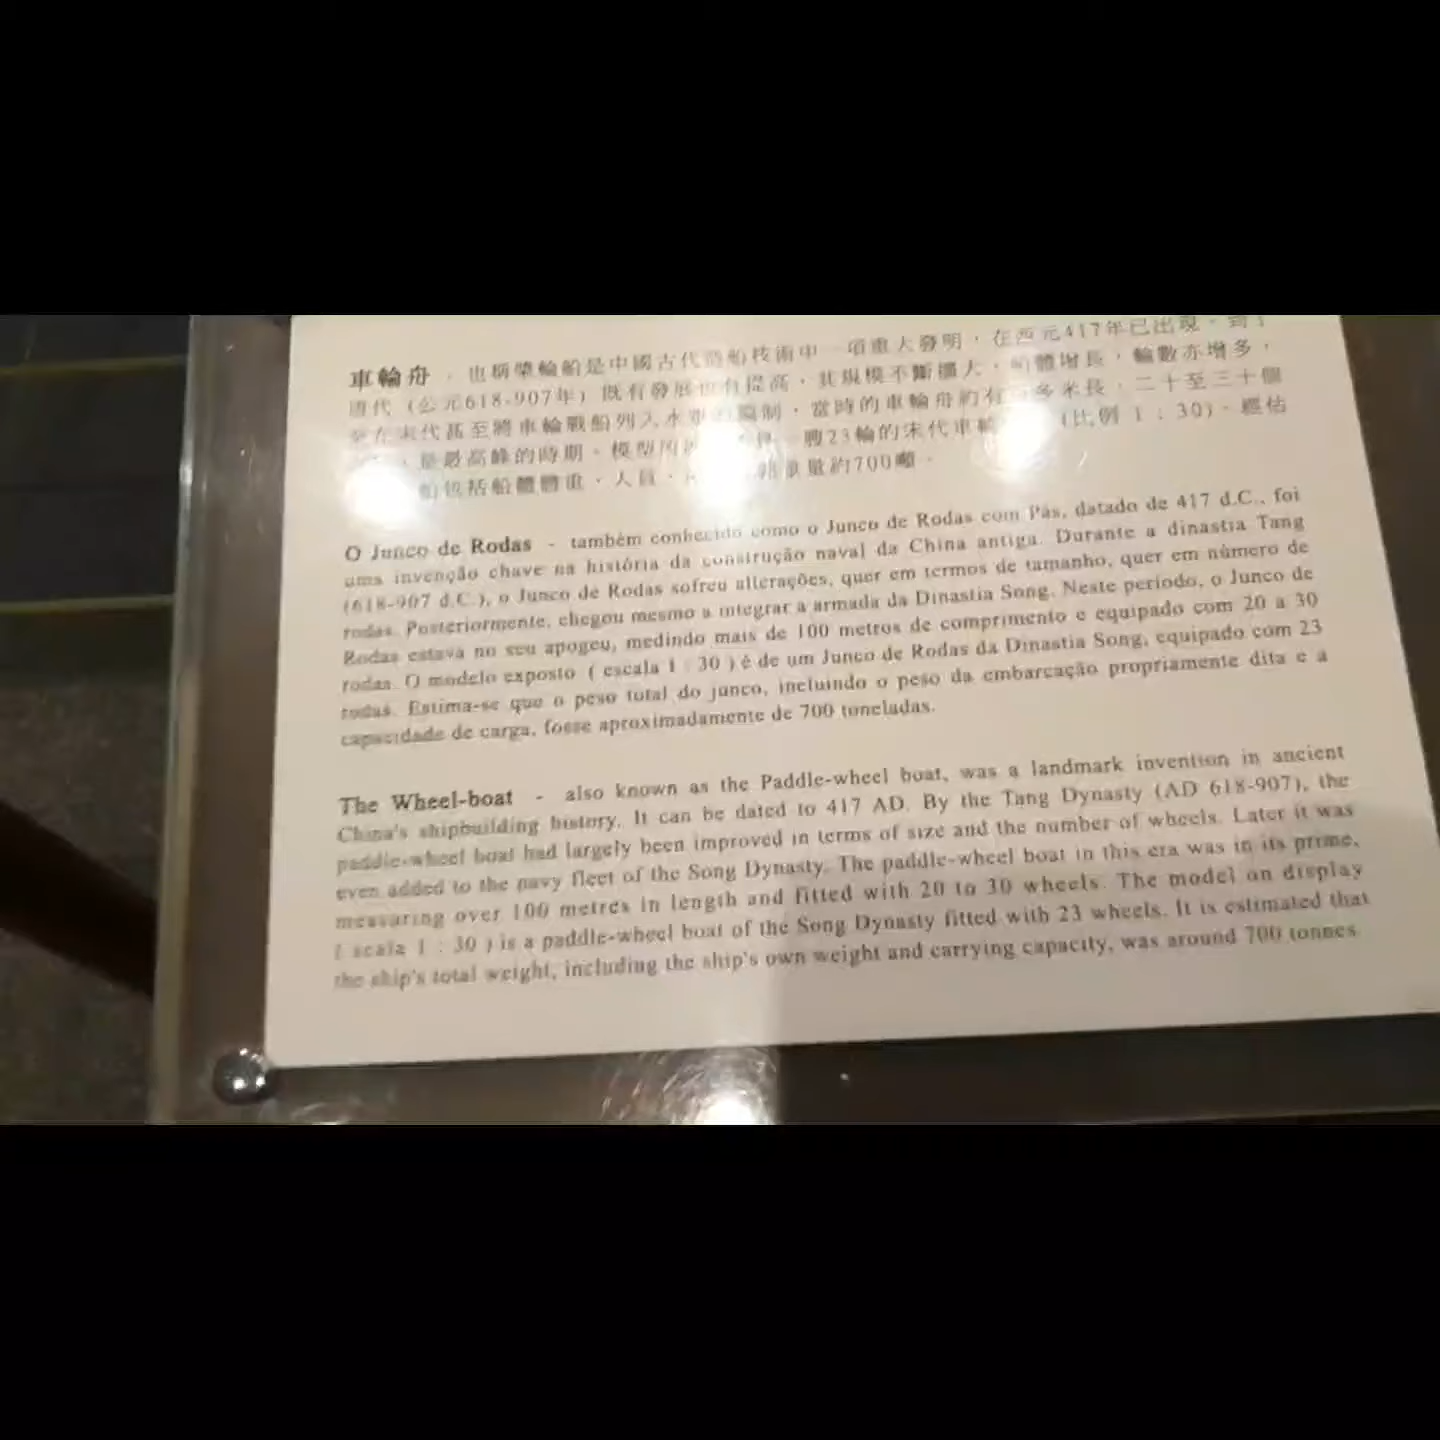 車輪舟，也稱槳輪船是中國古代造船技術中一項重大發明，在西元417年已出現，到了
唐代（公元618-907年）既有發展也有提高，其規模不斷擴大，船體增長，輪數亦增多，
至在宋代甚至將車輪戰船列入水軍編制，當時的車輪舟約有 多米長，二十至三十個
是最高峰的時期。模型 艘23輪的宋代車輪 （比例 1：30）。經估
船包括船體體重、人員、 重量約700噸。
O Junco de Rodas - também conhecido como o Junco de Rodas com Pás, datado de 417 d.C., foi
uma invenção chave na história da construção naval da China antiga. Durante a dinastia Tang
(618-907 d.C.), o Junco de Rodas sofreu alterações, quer em termos de tamanho, quer em número de
rodas. Posteriormente, chegou mesmo a integrar a armada da Dinastia Song. Neste período, o Junco de
Rodas estava no seu apogeu, medindo mais de 100 metros de comprimento e equipado com 20 a 30
rodas. O modelo exposto ( escala 1 : 30 ) é de um Junco de Rodas da Dinastia Song, equipado com 23
rodas. Estima-se que o peso total do junco, incluindo o peso da embarcação propriamente dita e a
capacidade de carga, fosse aproximadamente de 700 toneladas.
The Wheel-boat - also known as the Paddle-wheel boat, was a landmark invention in ancient
China's shipbuilding history. It can be dated to 417 AD. By the Tang Dynasty (AD 618-907), the
paddle-wheel boat had largely been improved in terms of size and the number of wheels. Later it was
even added to the navy fleet of the Song Dynasty. The paddle-wheel boat in this era was in its prime,
measuring over 100 metres in length and fitted with 20 to 30 wheels. The model on display
( scale 1 : 30 ) is a paddle-wheel boat of the Song Dynasty fitted with 23 wheels. It is estimated that
the ship's total weight, including the ship's own weight and carrying capacity, was around 700 tonnes.